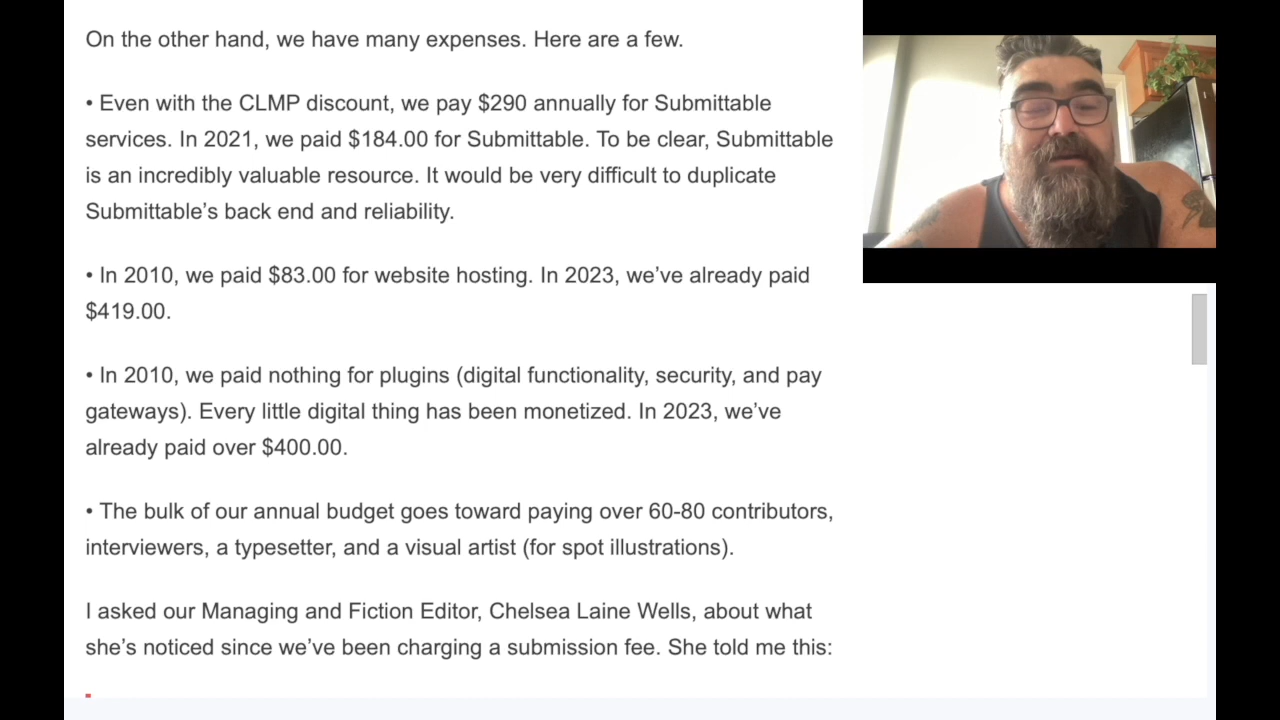 On the other hand, we have many expenses. Here are a few.
• Even with the CLMP discount, we pay $290 annually for Submittable
services. In 2021, we paid $184.00 for Submittable. To be clear, Submittable
is an incredibly valuable resource. It would be very difficult to duplicate
Submittable’s back end and reliability.
• In 2010, we paid $83.00 for website hosting. In 2023, we’ve already paid
$419.00.
• In 2010, we paid nothing for plugins (digital functionality, security, and pay
gateways). Every little digital thing has been monetized. In 2023, we’ve
already paid over $400.00.
• The bulk of our annual budget goes toward paying over 60-80 contributors,
interviewers, a typesetter, and a visual artist (for spot illustrations).
I asked our Managing and Fiction Editor, Chelsea Laine Wells, about what
she’s noticed since we’ve been charging a submission fee. She told me this: